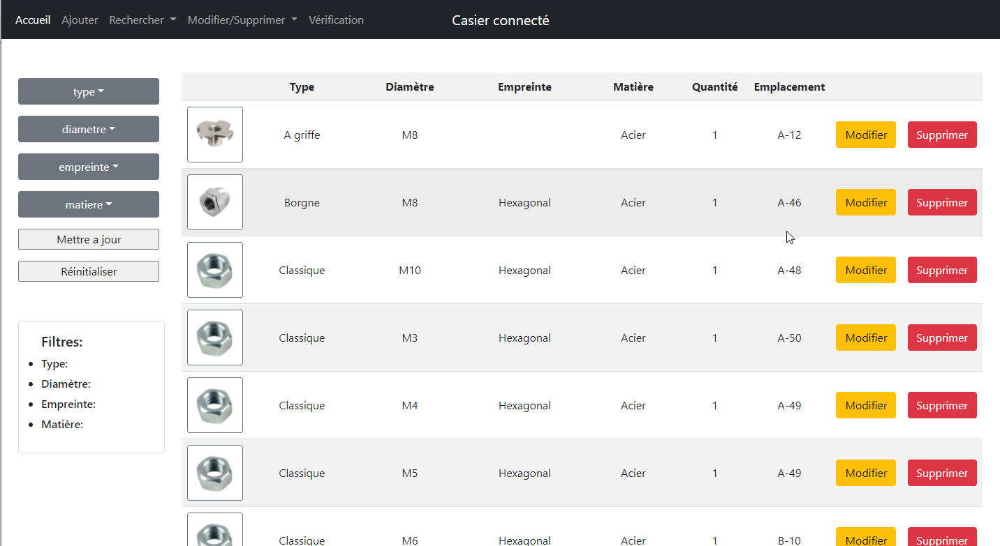 Accueil Ajouter Rechercher Modifier/Supprimer Vérification Casier connecté
type
diametre
empreinte
matiere
Mettre a jour
Réinitialiser
Filtres:
Type:
Diamètre:
Empreinte:
Matière:
Type Diamètre Empreinte Matière Quantité Emplacement
A griffe M8 Acier 1 A-12 Modifier Supprimer
Borgne M8 Hexagonal Acier 1 A-46 Modifier Supprimer
Classique M10 Hexagonal Acier 1 A-48 Modifier Supprimer
Classique M3 Hexagonal Acier 1 A-50 Modifier Supprimer
Classique M4 Hexagonal Acier 1 A-49 Modifier Supprimer
Classique M5 Hexagonal Acier 1 A-49 Modifier Supprimer
Classique M6 Hexagonal Acier 1 B-10 Modifier Supprimer